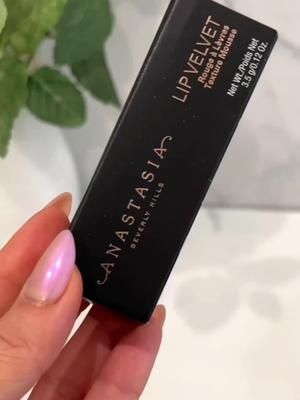 LIP VELVET
Rouge à Lèvres
Texture Mousse
Net Wt./Poids Net
3.5 g/0.12 Oz.
ANASTASIA
BEVERLY HILLS